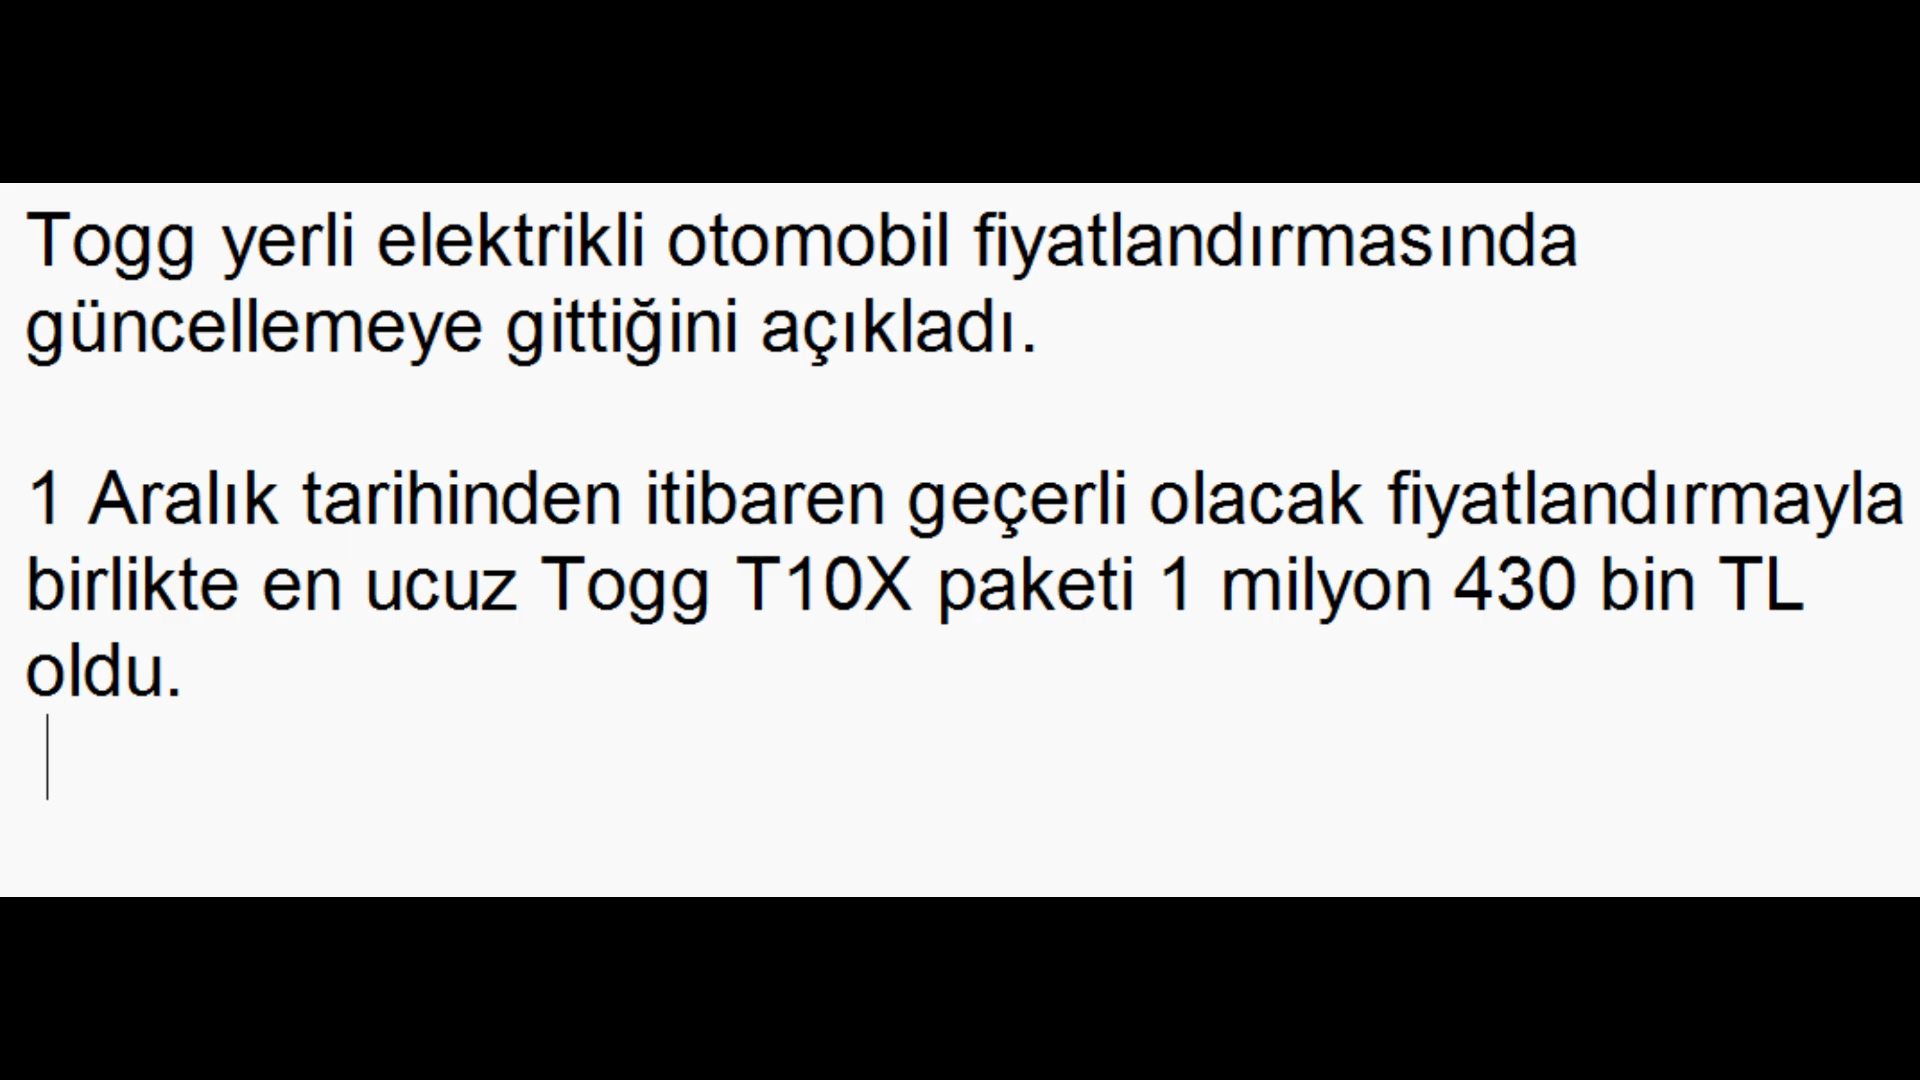 Togg yerli elektrikli otomobil fiyatlandırmasında
güncellemeye gittiğini açıkladı.
1 Aralık tarihinden itibaren geçerli olacak fiyatlandırmayla
birlikte en ucuz Togg T10X paketi 1 milyon 430 bin TL
oldu.